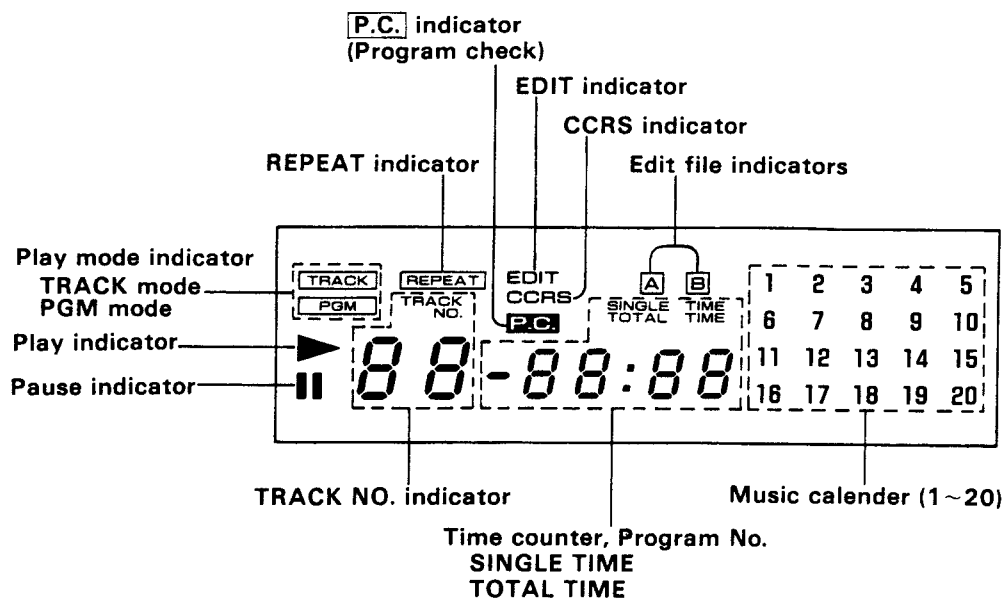 P.C. indicator
(Program check)
EDIT indicator
CCRS indicator
REPEAT indicator
Edit file indicators
Play mode indicator
TRACK mode
PGM mode
Play indicator
Pause indicator
TRACK
PGM
REPEAT
TRACK
NO.
EDIT
CCRS
P.C.
A B
SINGLE TIME
TOTAL TIME
88 -88:88
1 2 3 4 5
6 7 8 9 10
11 12 13 14 15
16 17 18 19 20
TRACK NO. indicator
Music calender (1~20)
Time counter, Program No.
SINGLE TIME
TOTAL TIME